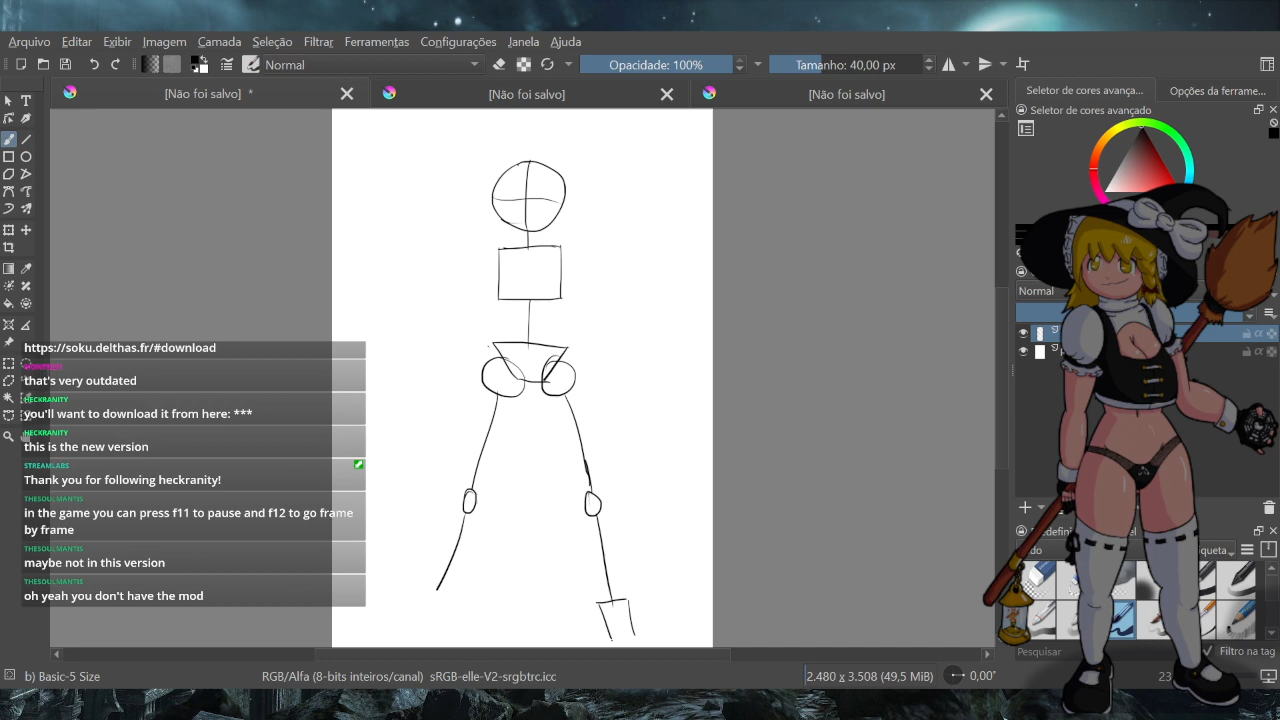 Arquivo Editar Exibir Imagem Camada Seleção Filtrar Ferramentas Configurações Janela Ajuda
Normal Opacidade: 100% Tamanho: 40,00 px
[Não foi salvo] * [Não foi salvo] [Não foi salvo]
Seletor de cores avança... Opções da ferrame...
Seletor de cores avançado
Normal
https://soku.delthas.fr/#download
that's very outdated
HECKRANITY
you'll want to download it from here: ***
HECKRANITY
this is the new version
STREAMLABS
Thank you for following heckranity!
THESOULMANTIS
in the game you can press f11 to pause and f12 to go frame
by frame
THESOULMANTIS
maybe not in this version
THESOULMANTIS
oh yeah you don't have the mod
Pesquisar Filtro na tag
b) Basic-5 Size RGB/Alfa (8-bits inteiros/canal) sRGB-elle-V2-srgbtrc.icc 2.480 x 3.508 (49,5 MiB) 0,00° 23